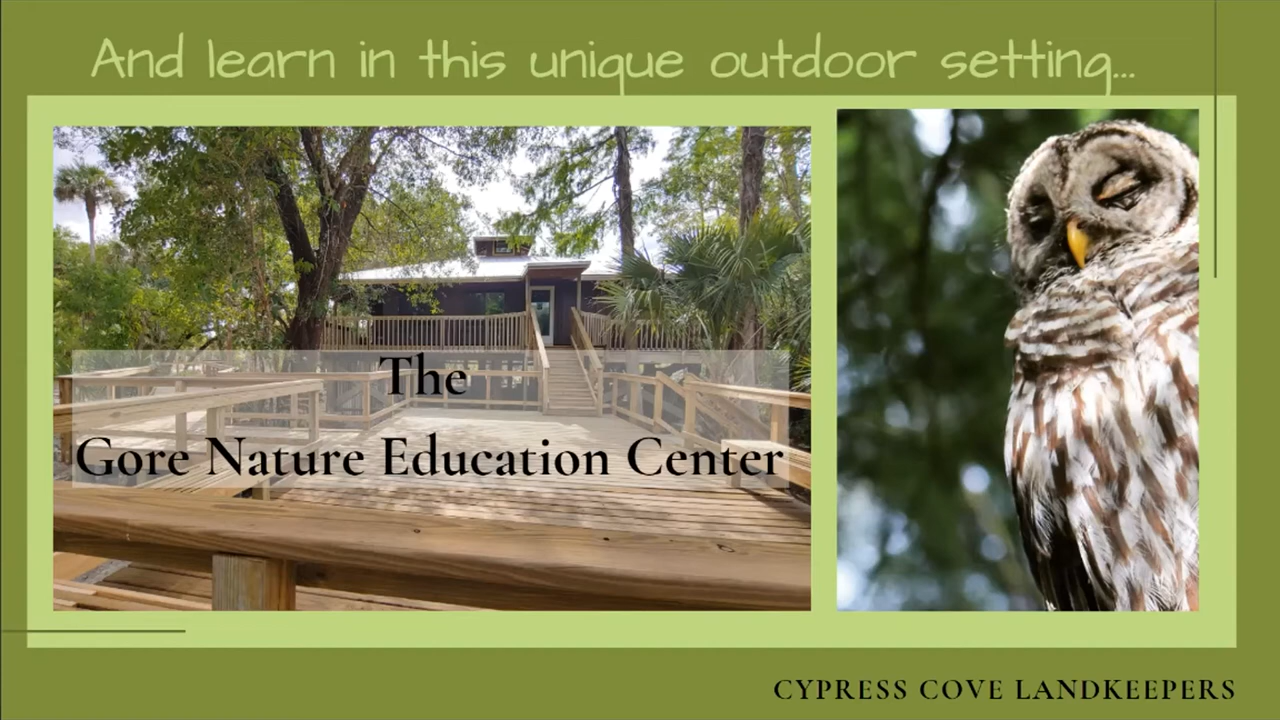 And learn in this unique outdoor setting...
The
Gore Nature Education Center
CYPRESS COVE LANDKEEPERS